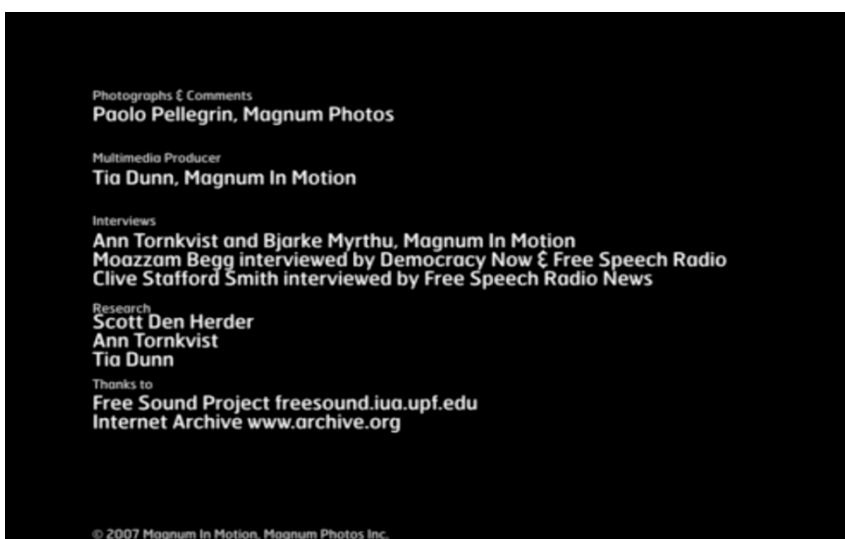 Photographs & Comments
Paolo Pellegrin, Magnum Photos
Multimedia Producer
Tia Dunn, Magnum In Motion
Interviews
Ann Tornkvist and Bjarke Myrthu, Magnum In Motion
Moazzam Begg interviewed by Democracy Now & Free Speech Radio
Clive Stafford Smith interviewed by Free Speech Radio News
Research
Scott Den Herder
Ann Tornkvist
Tia Dunn
Thanks to
Free Sound Project freesound.iua.upf.edu
Internet Archive www.archive.org
© 2007 Magnum In Motion, Magnum Photos Inc.